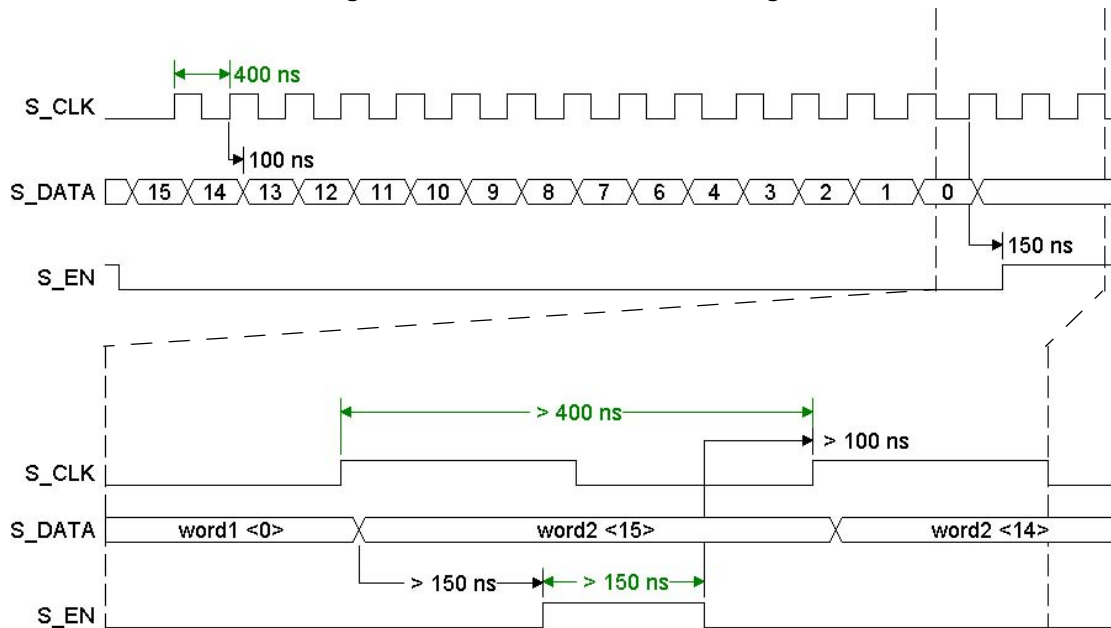 400 ns
S_CLK
100 ns
S_DATA 15 14 13 12 11 10 9 8 7 6 4 3 2 1 0
150 ns
S_EN
> 400 ns
> 100 ns
S_CLK
S_DATA word1 <0> word2 <15> word2 <14>
> 150 ns > 150 ns
S_EN